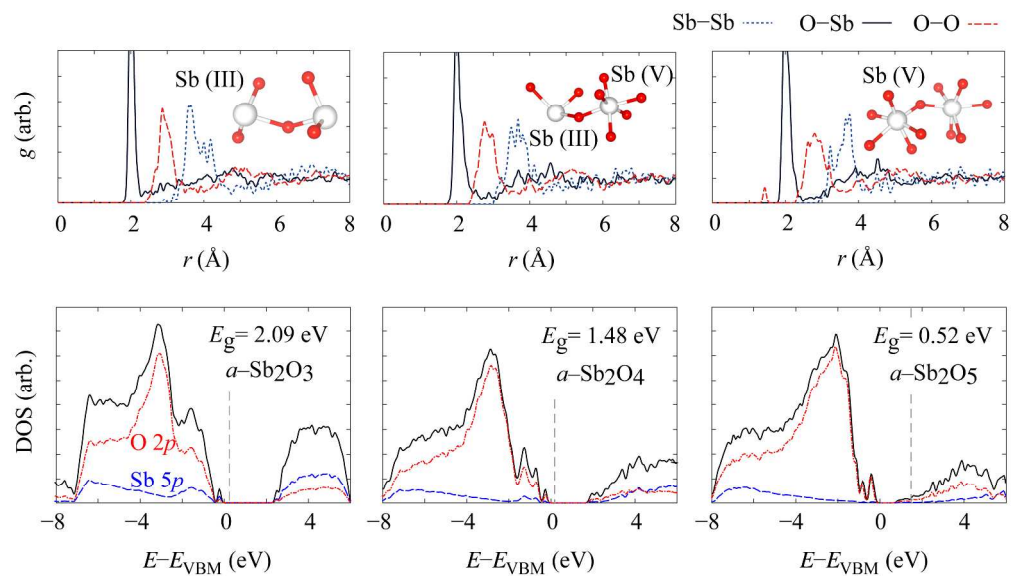 Sb−Sb O−Sb O−O
g (arb.)
Sb (III)
0 2 4 6 8
r (Å)
Sb (V)
Sb (III)
0 2 4 6 8
r (Å)
Sb (V)
0 2 4 6 8
r (Å)
DOS (arb.)
Eg= 2.09 eV
a–Sb2O3
O 2p
Sb 5p
−8 −4 0 4
E−EVBM (eV)
Eg= 1.48 eV
a–Sb2O4
−8 −4 0 4
E−EVBM (eV)
Eg= 0.52 eV
a–Sb2O5
−8 −4 0 4
E−EVBM (eV)